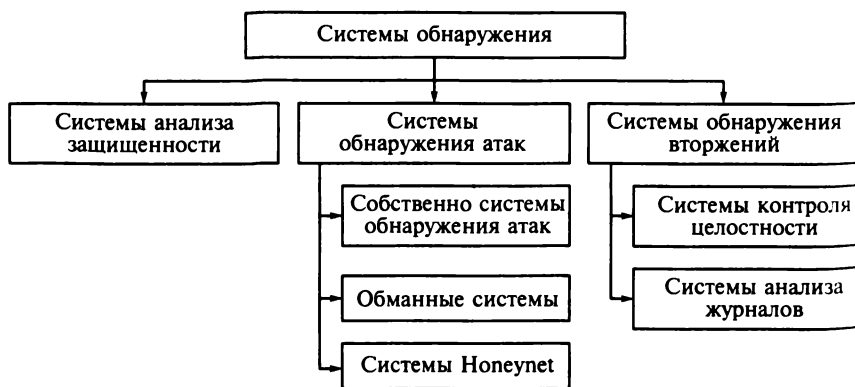 Системы обнаружения
Системы анализа
защищенности
Системы
обнаружения атак
Системы обнаружения
вторжений
Собственно системы
обнаружения атак
Обманные системы
Системы Honeynet
Системы контроля
целостности
Системы анализа
журналов